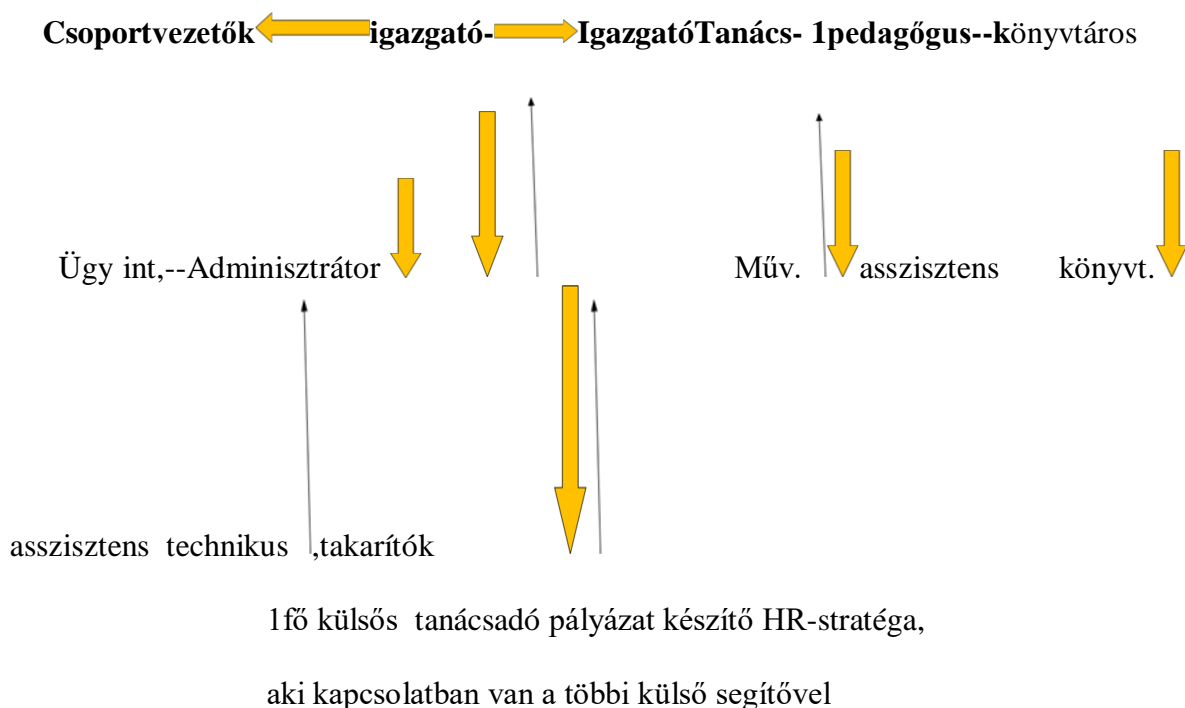 Csoportvezetők igazgató- IgazgatóTanács- 1pedagógus--könyvtáros
Ügy int,--Adminisztrátor Műv. asszisztens könyvt.
asszisztens technikus ,takarítók
1fő külsős tanácsadó pályázat készítő HR-stratéga,
aki kapcsolatban van a többi külső segítővel